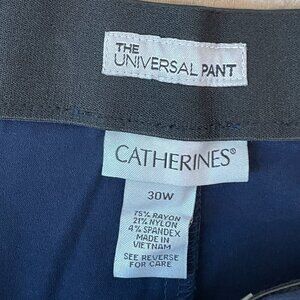 THE
UNIVERSAL PANT
CATHERINES®
30W
75% RAYON
21% NYLON
4% SPANDEX
MADE IN
VIETNAM
SEE REVERSE
FOR CARE